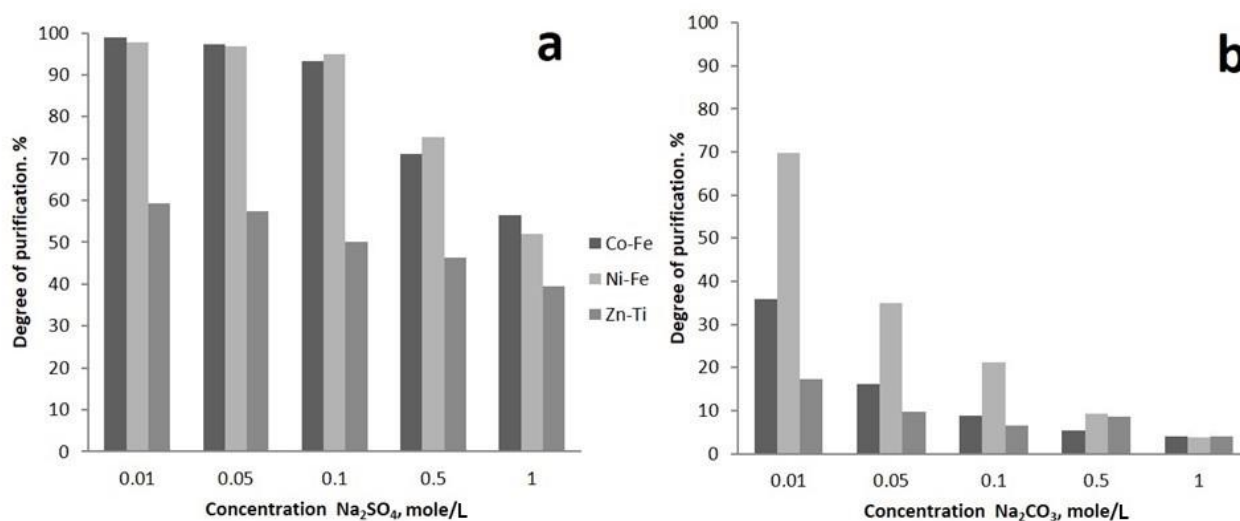 a
Degree of purification. %
100
90
80
70
60
50
40
30
20
10
0
0.01 0.05 0.1 0.5 1
Concentration Na₂SO₄, mole/L
Co-Fe
Ni-Fe
Zn-Ti
b
Degree of purification. %
100
90
80
70
60
50
40
30
20
10
0
0.01 0.05 0.1 0.5 1
Concentration Na₂CO₃, mole/L